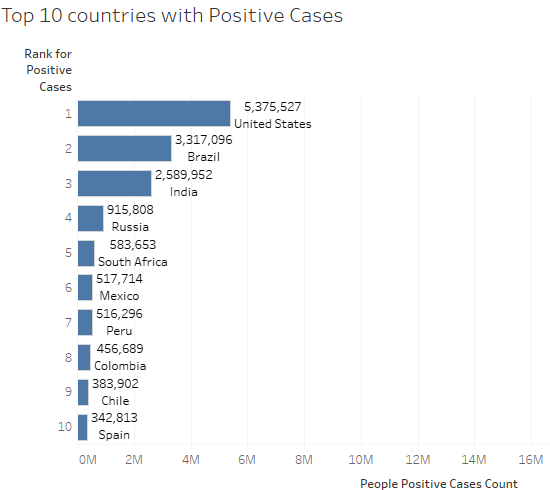 Top 10 countries with Positive Cases
Rank for
Positive
Cases
1
5,375,527
United States
2
3,317,096
Brazil
3
2,589,952
India
4
915,808
Russia
5
583,653
South Africa
6
517,714
Mexico
7
516,296
Peru
8
456,689
Colombia
9
383,902
Chile
10
342,813
Spain
0M 2M 4M 6M 8M 10M 12M 14M 16M
People Positive Cases Count